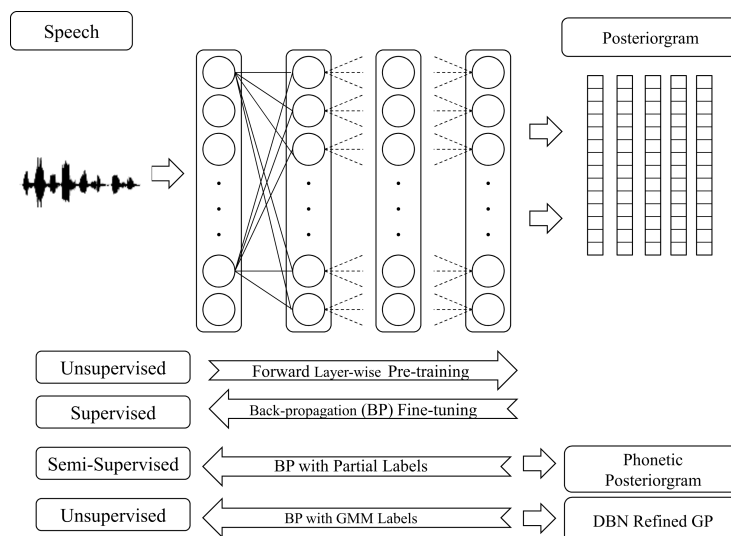 Speech
Posteriorgram
Unsupervised
Forward Layer-wise Pre-training
Supervised
Back-propagation (BP) Fine-tuning
Semi-Supervised
BP with Partial Labels
Phonetic
Posteriorgram
Unsupervised
BP with GMM Labels
DBN Refined GP